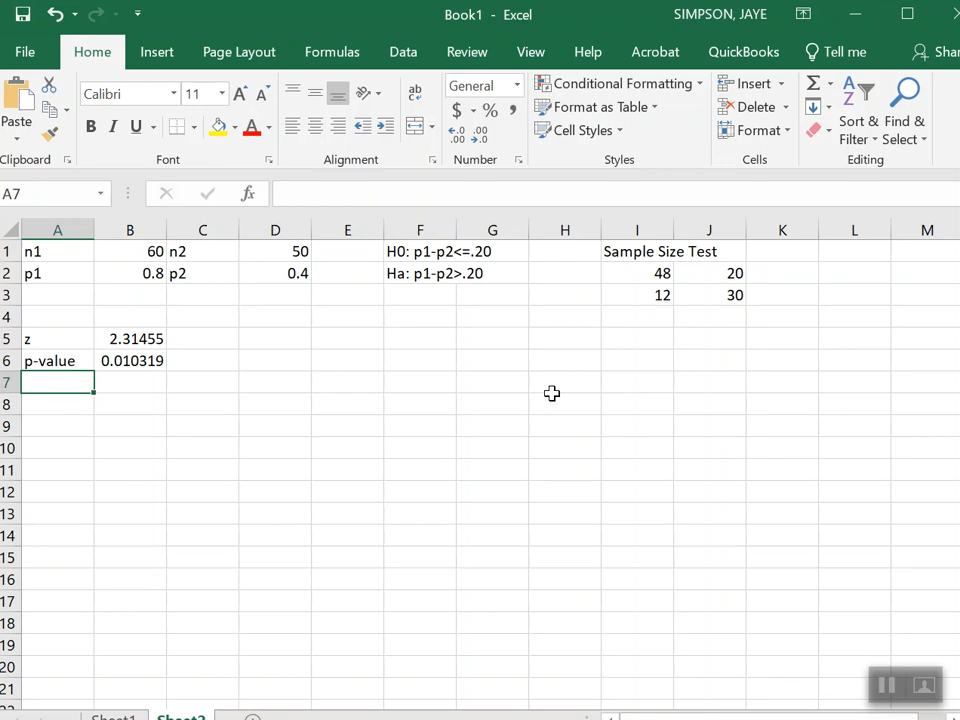 Book1 - Excel
SIMPSON, JAYE
File Home Insert Page Layout Formulas Data Review View Help Acrobat QuickBooks Tell me
Calibri 11 A A ab General Conditional Formatting Insert Σ A Z
Paste B I U A $ % , Format as Table Delete Sort & Find &
Cell Styles Format Filter Select
Clipboard Font Alignment Number Styles Cells Editing
A7 fx
A B C D E F G H I J K L M
1 n1 60 n2 50 H0: p1-p2<=.20 Sample Size Test
2 p1 0.8 p2 0.4 Ha: p1-p2>.20 48 20
3 12 30
4
5 z 2.31455
6 p-value 0.010319
7
8
9
10
11
12
13
14
15
16
17
18
19
20
21
Sheet1 Sheet2